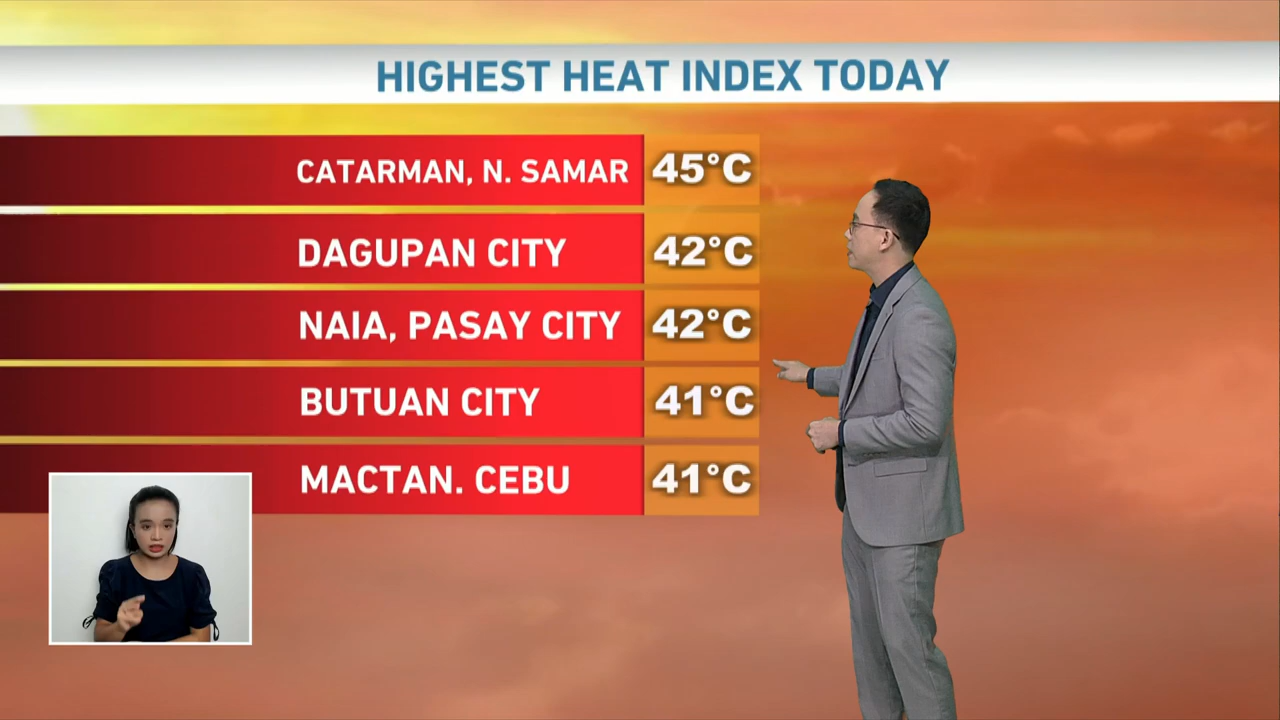 HIGHEST HEAT INDEX TODAY
CATARMAN, N. SAMAR 45°C
DAGUPAN CITY 42°C
NAIA, PASAY CITY 42°C
BUTUAN CITY 41°C
MACTAN. CEBU 41°C